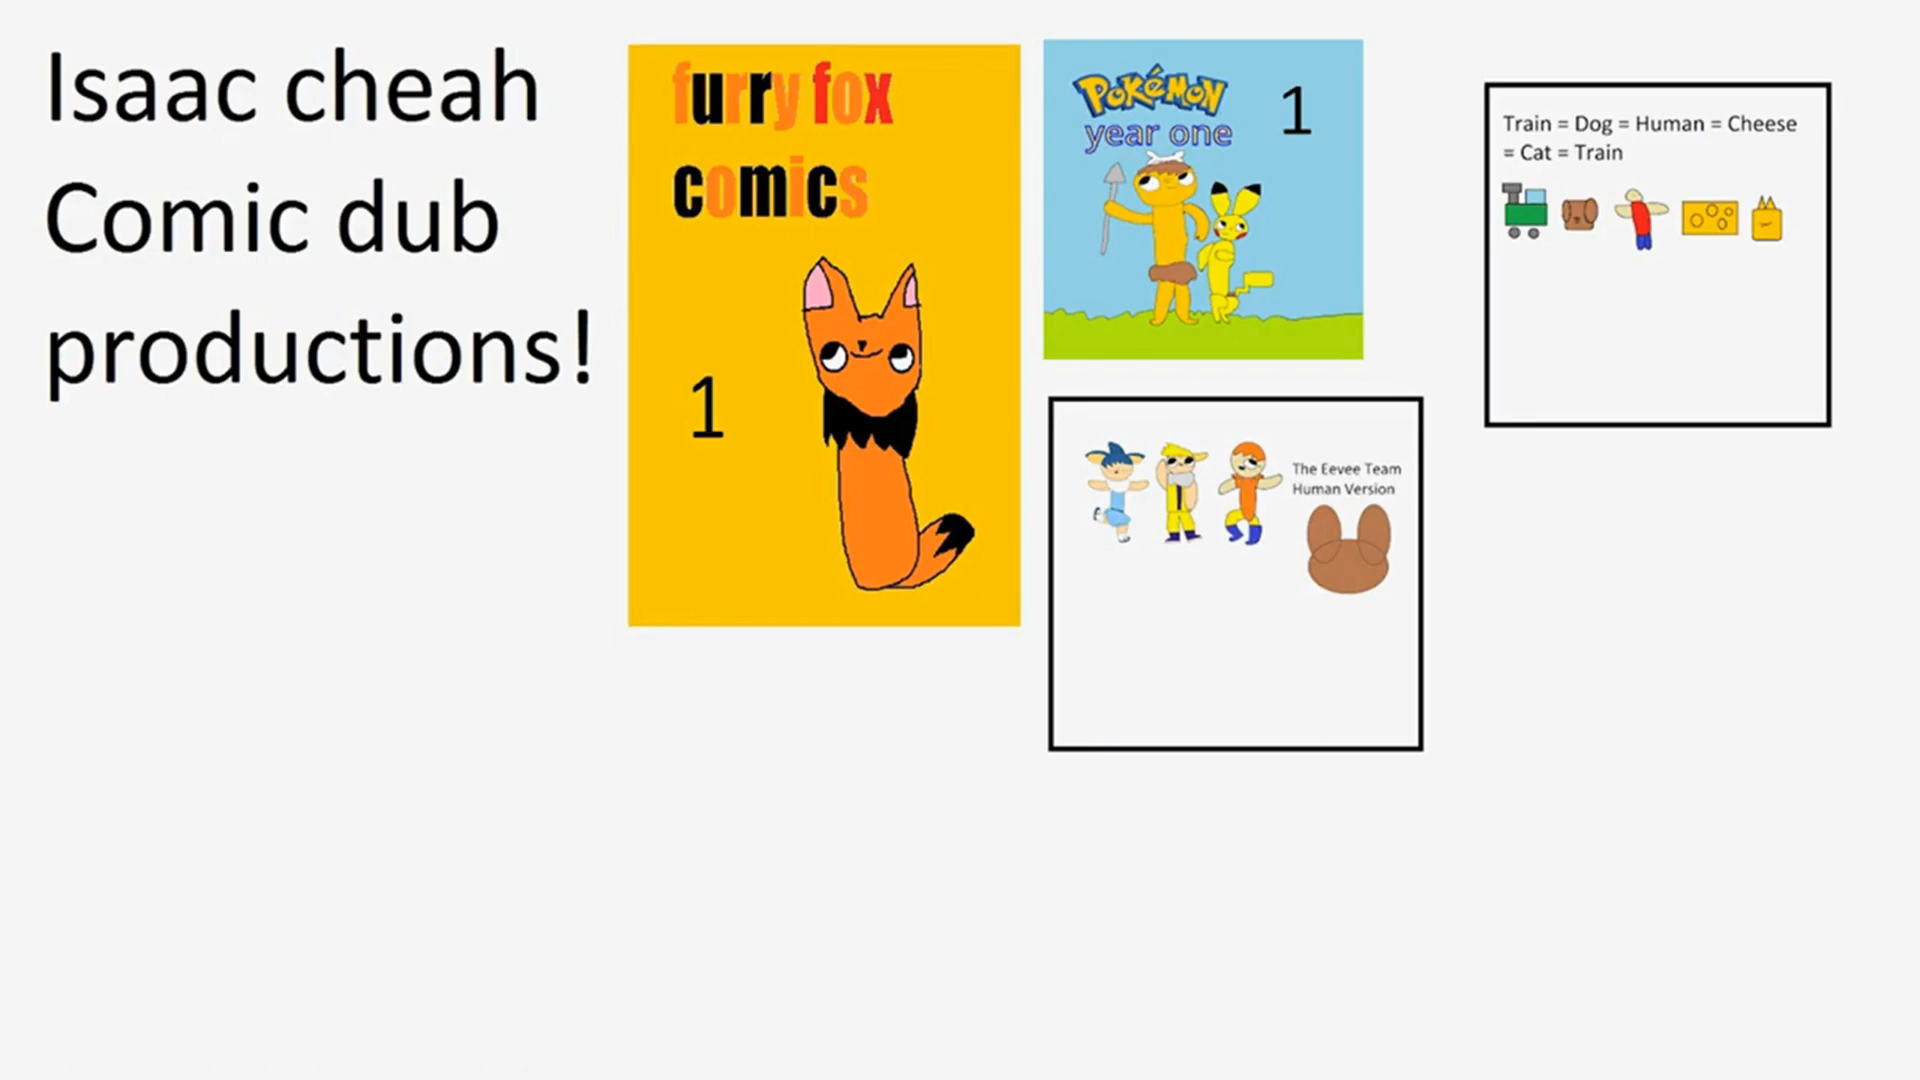 Isaac cheah
Comic dub
productions!
furry fox
comics
1
POKÉMON
year one
1
Train = Dog = Human = Cheese
= Cat = Train
The Eevee Team
Human Version